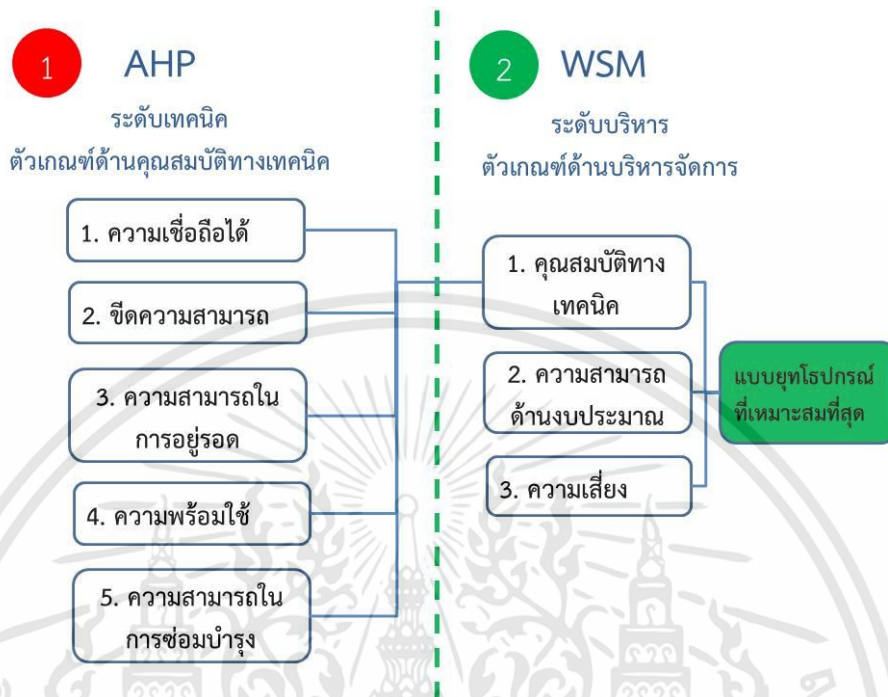 1
AHP
ระดับเทคนิค
ตัวเกณฑ์ด้านคุณสมบัติทางเทคนิค
1. ความเชื่อถือได้
2. ขีดความสามารถ
3. ความสามารถใน
การอยู่รอด
4. ความพร้อมใช้
5. ความสามารถใน
การซ่อมบำรุง
2
WSM
ระดับบริหาร
ตัวเกณฑ์ด้านบริหารจัดการ
1. คุณสมบัติทาง
เทคนิค
2. ความสามารถ
ด้านงบประมาณ
3. ความเสี่ยง
แบบยุทโธปกรณ์
ที่เหมาะสมที่สุด